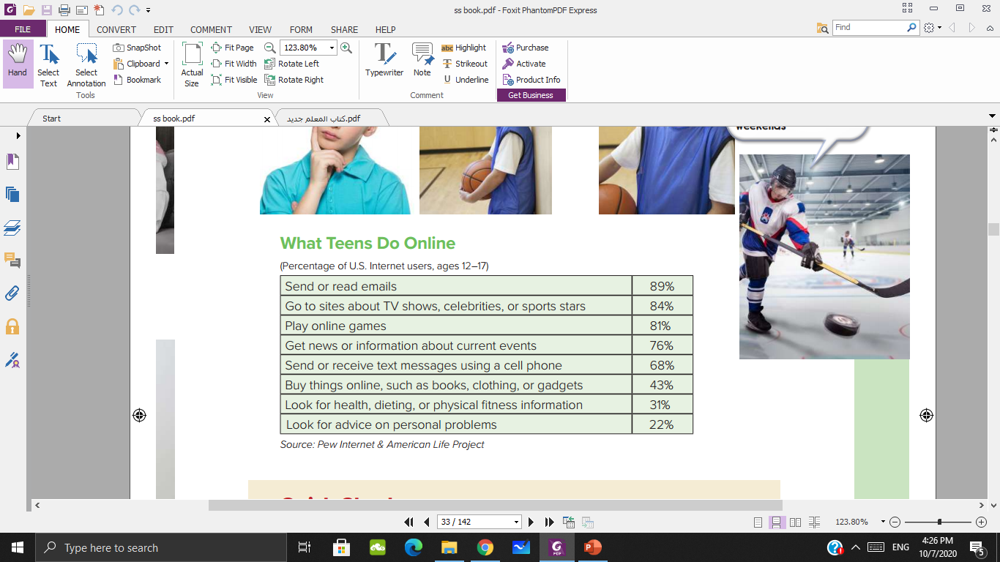 ss book.pdf - Foxit PhantomPDF Express
FILE HOME CONVERT EDIT COMMENT VIEW FORM SHARE HELP
Find
Hand
Select Text
Select Annotation
SnapShot
Clipboard
Bookmark
Tools
Actual Size
Fit Page
Fit Width
Fit Visible
123.80%
Rotate Left
Rotate Right
View
Typewriter
Note
abc Highlight
T Strikeout
U Underline
Comment
Purchase
Activate
Product Info
Get Business
Start
ss book.pdf
كتاب المعلم جديد.pdf
weekends
What Teens Do Online
(Percentage of U.S. Internet users, ages 12–17)
Send or read emails 89%
Go to sites about TV shows, celebrities, or sports stars 84%
Play online games 81%
Get news or information about current events 76%
Send or receive text messages using a cell phone 68%
Buy things online, such as books, clothing, or gadgets 43%
Look for health, dieting, or physical fitness information 31%
Look for advice on personal problems 22%
Source: Pew Internet & American Life Project
33 / 142
123.80%
Type here to search
ENG
4:26 PM
10/7/2020
5